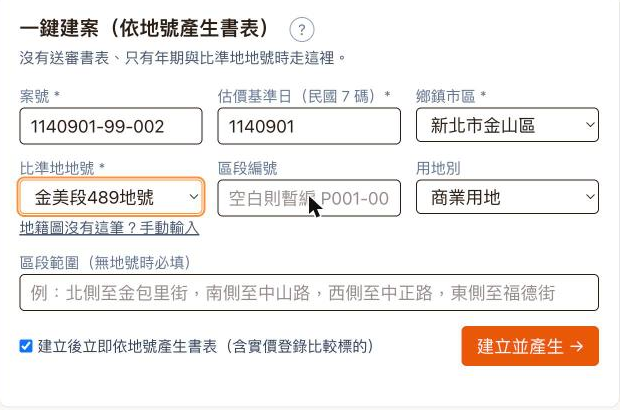 一鍵建案（依地號產生書表） ?
沒有送審書表、只有年期與比準地地號時走這裡。
案號 * 估價基準日（民國 7 碼）* 鄉鎮市區 *
1140901-99-002 1140901 新北市金山區
比準地地號 * 區段編號 用地別
金美段489地號 空白則暫編 P001-00 商業用地
地籍圖沒有這筆？手動輸入
區段範圍（無地號時必填）
例：北側至金包里街，南側至中山路，西側至中正路，東側至福德街
建立後立即依地號產生書表（含實價登錄比較標的） 建立並產生 →